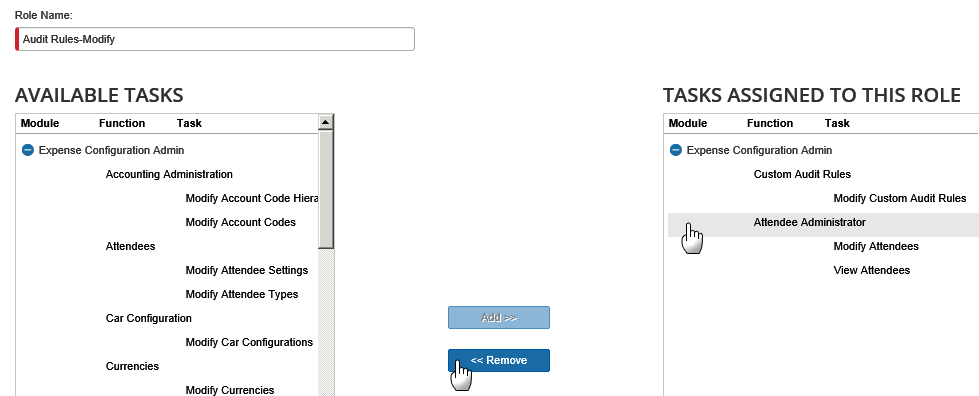 Role Name:
Audit Rules-Modify
AVAILABLE TASKS
Module Function Task
Expense Configuration Admin
Accounting Administration
Modify Account Code Hiera
Modify Account Codes
Attendees
Modify Attendee Settings
Modify Attendee Types
Car Configuration
Modify Car Configurations
Currencies
Modify Currencies
Add >>
<< Remove
TASKS ASSIGNED TO THIS ROLE
Module Function Task
Expense Configuration Admin
Custom Audit Rules
Modify Custom Audit Rules
Attendee Administrator
Modify Attendees
View Attendees